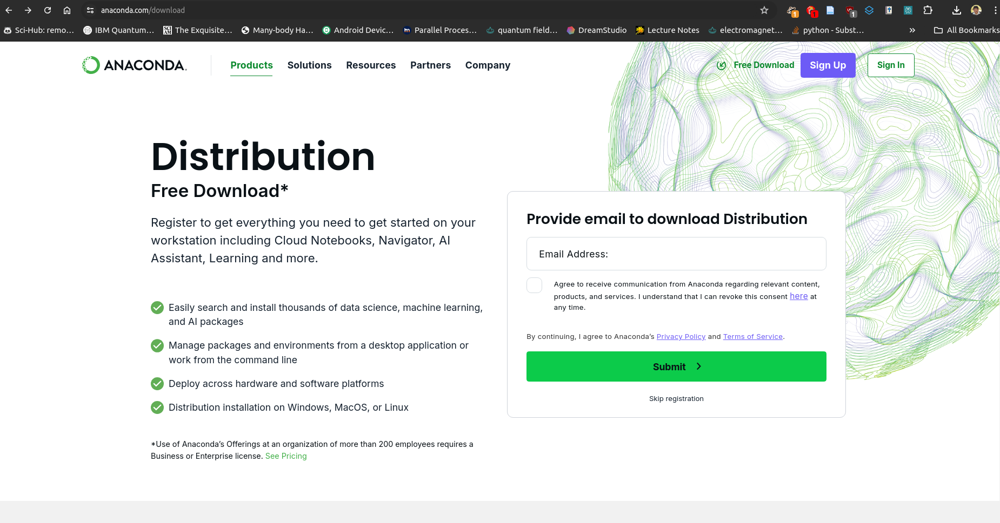 anaconda.com/download
1
1
1
Sci-Hub: remo...
IBM Quantum...
The Exquisite...
Many-body Ha...
Android Devic...
Parallel Proces...
quantum field...
DreamStudio
Lecture Notes
electromagnet...
python - Subst...
»
All Bookmarks
ANANCONDA.
Products
Solutions
Resources
Partners
Company
Free Download
Sign Up
Sign In
Distribution
Free Download*
Register to get everything you need to get started on your
workstation including Cloud Notebooks, Navigator, AI
Assistant, Learning and more.
Easily search and install thousands of data science, machine learning,
and AI packages
Manage packages and environments from a desktop application or
work from the command line
Deploy across hardware and software platforms
Distribution installation on Windows, MacOS, or Linux
*Use of Anaconda's Offerings at an organization of more than 200 employees requires a
Business or Enterprise license. See Pricing
Provide email to download Distribution
Email Address:
Agree to receive communication from Anaconda regarding relevant content,
products, and services. I understand that I can revoke this consent here at
any time.
By continuing, I agree to Anaconda's Privacy Policy and Terms of Service.
Submit
Skip registration